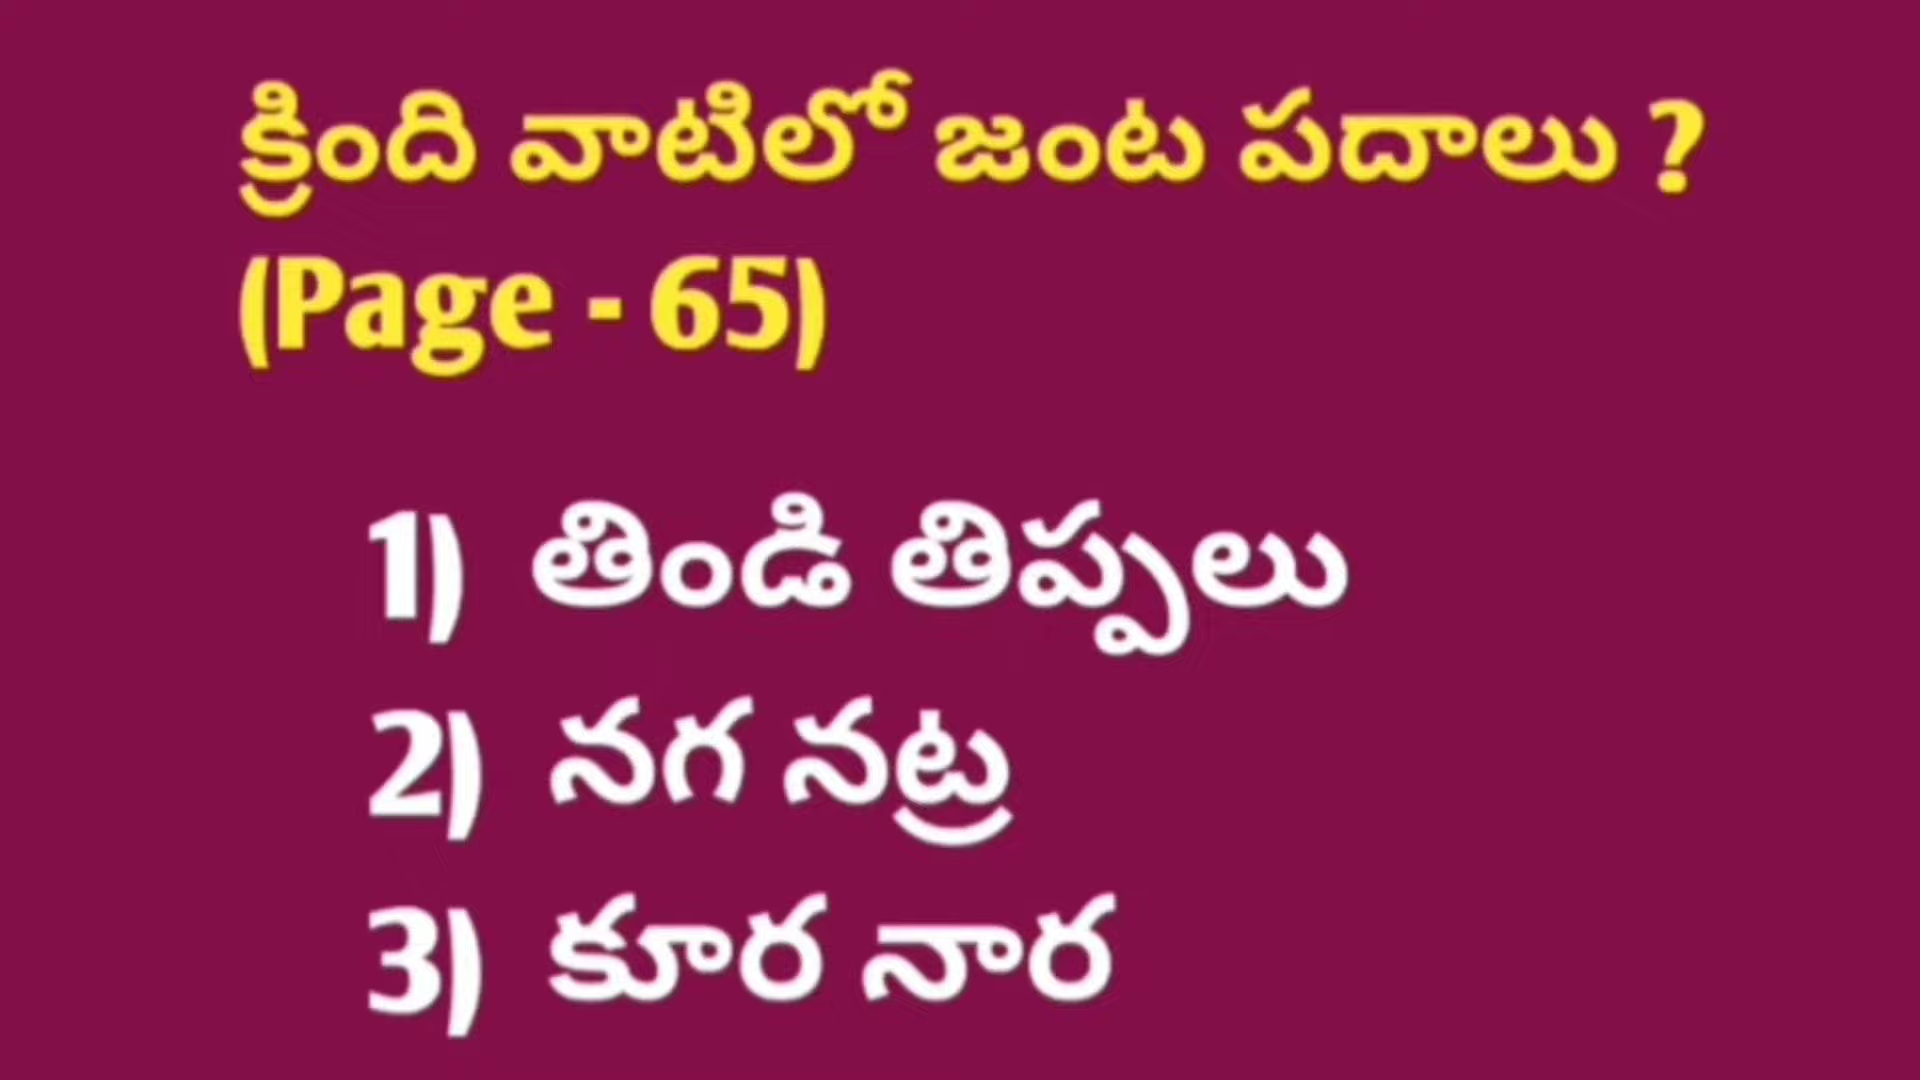 క్రింది వాటిలో జంట పదాలు ?
(Page - 65)
1) తిండి తిప్పలు
2) నగ నట్ర
3) కూర నార